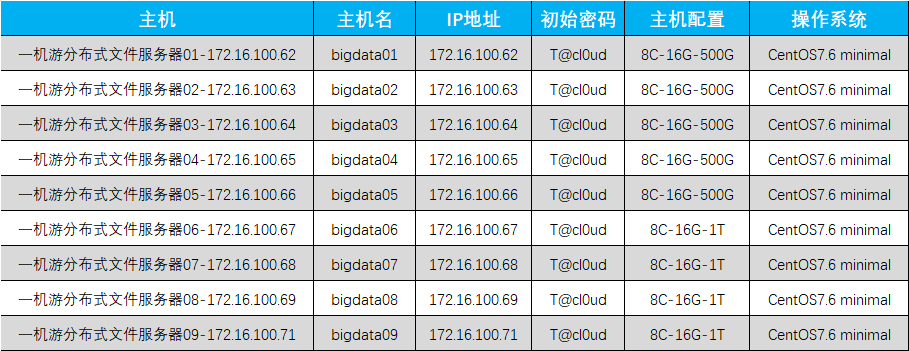 主机 主机名 IP地址 初始密码 主机配置 操作系统
一机游分布式文件服务器01-172.16.100.62 bigdata01 172.16.100.62 T@cl0ud 8C-16G-500G CentOS7.6 minimal
一机游分布式文件服务器02-172.16.100.63 bigdata02 172.16.100.63 T@cl0ud 8C-16G-500G CentOS7.6 minimal
一机游分布式文件服务器03-172.16.100.64 bigdata03 172.16.100.64 T@cl0ud 8C-16G-500G CentOS7.6 minimal
一机游分布式文件服务器04-172.16.100.65 bigdata04 172.16.100.65 T@cl0ud 8C-16G-500G CentOS7.6 minimal
一机游分布式文件服务器05-172.16.100.66 bigdata05 172.16.100.66 T@cl0ud 8C-16G-500G CentOS7.6 minimal
一机游分布式文件服务器06-172.16.100.67 bigdata06 172.16.100.67 T@cl0ud 8C-16G-1T CentOS7.6 minimal
一机游分布式文件服务器07-172.16.100.68 bigdata07 172.16.100.68 T@cl0ud 8C-16G-1T CentOS7.6 minimal
一机游分布式文件服务器08-172.16.100.69 bigdata08 172.16.100.69 T@cl0ud 8C-16G-1T CentOS7.6 minimal
一机游分布式文件服务器09-172.16.100.71 bigdata09 172.16.100.71 T@cl0ud 8C-16G-1T CentOS7.6 minimal